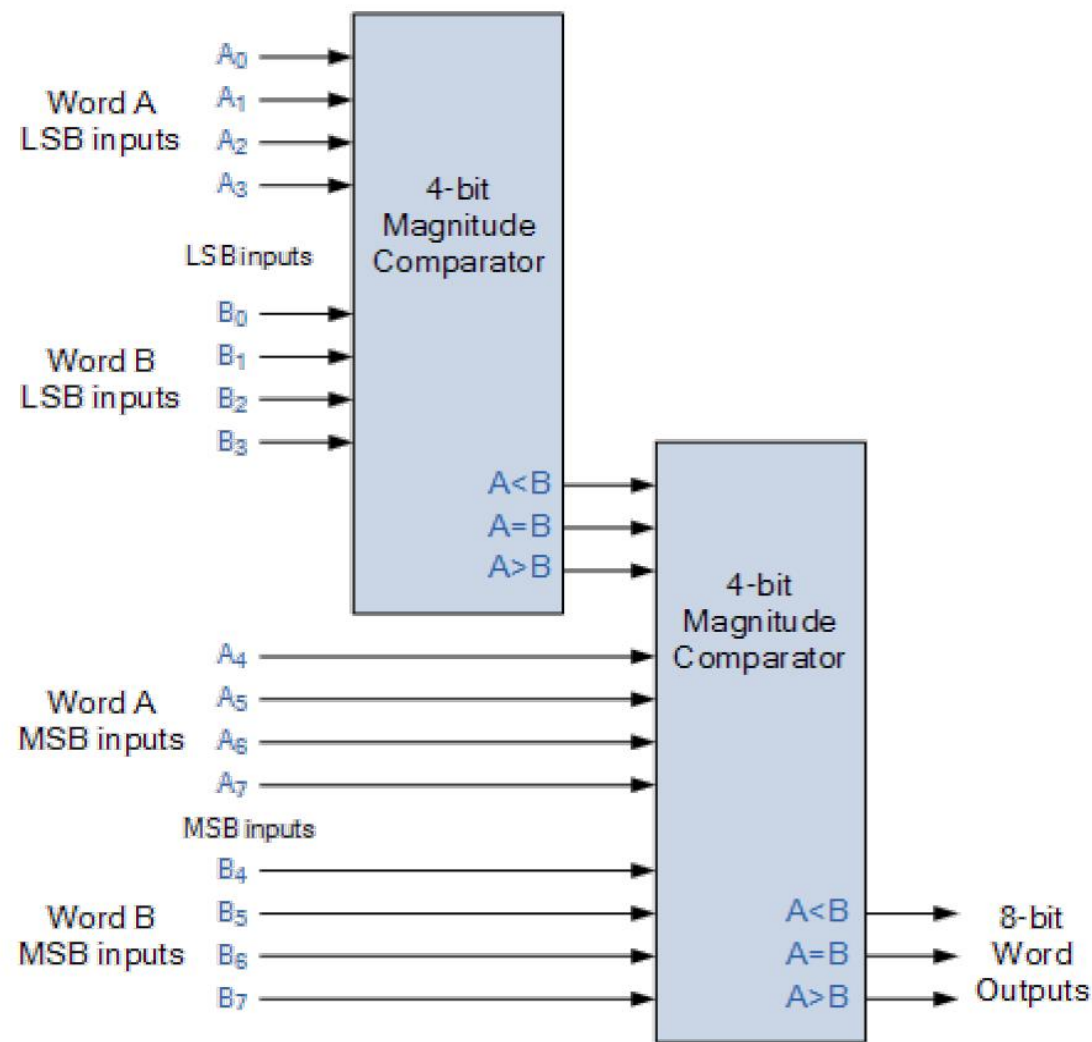 A₀
A₁
Word A
LSB inputs
A₂
A₃
4-bit
Magnitude
Comparator
LSB inputs
B₀
B₁
Word B
LSB inputs
B₂
B₃
A<B
A=B
A>B
4-bit
Magnitude
Comparator
A₄
A₅
Word A
MSB inputs
A₆
A₇
MSB inputs
B₄
B₅
Word B
MSB inputs
B₆
B₇
A<B
A=B
A>B
8-bit
Word
Outputs